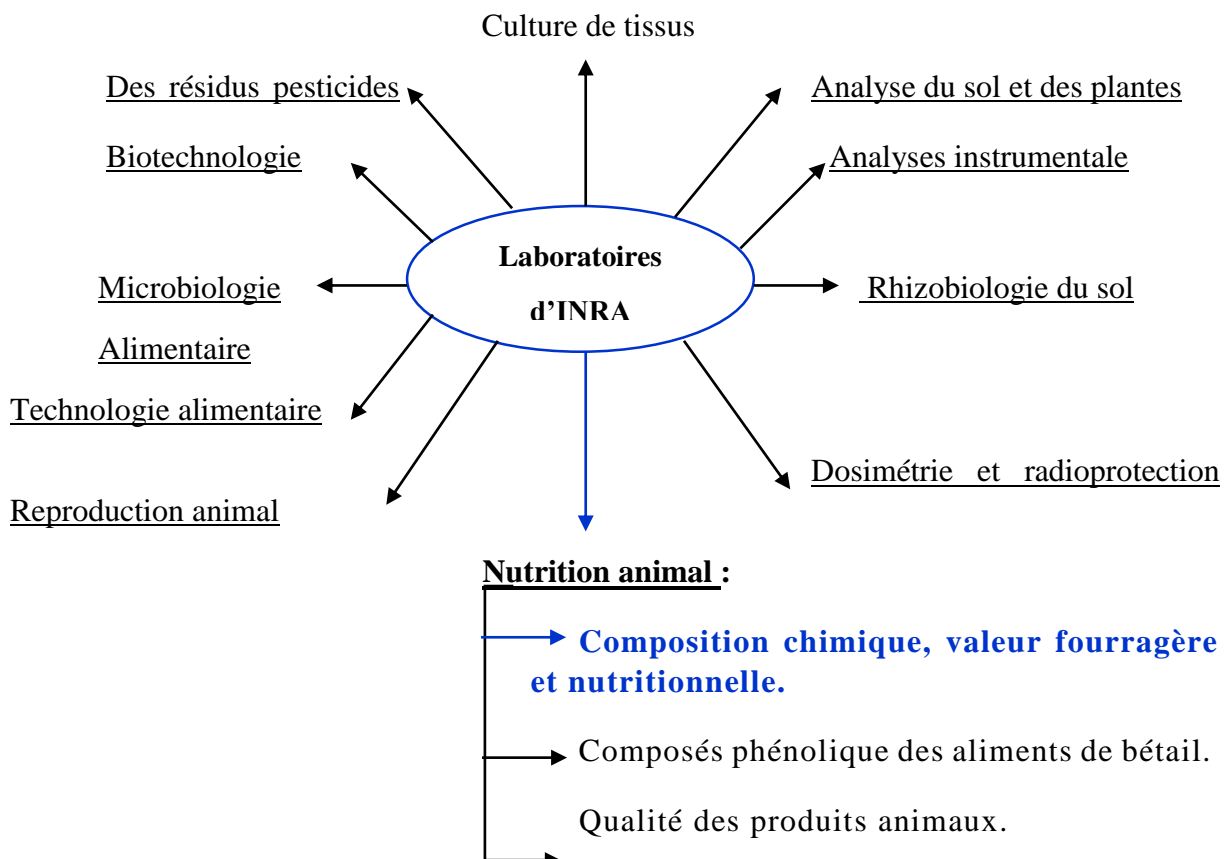 Culture de tissus
Des résidus pesticides
Analyse du sol et des plantes
Biotechnologie
Analyses instrumentale
Laboratoires
d'INRA
Microbiologie
Alimentaire
Rhizobiologie du sol
Technologie alimentaire
Dosimétrie et radioprotection
Reproduction animal
Nutrition animal :
Composition chimique, valeur fourragère
et nutritionnelle.
Composés phénolique des aliments de bétail.
Qualité des produits animaux.